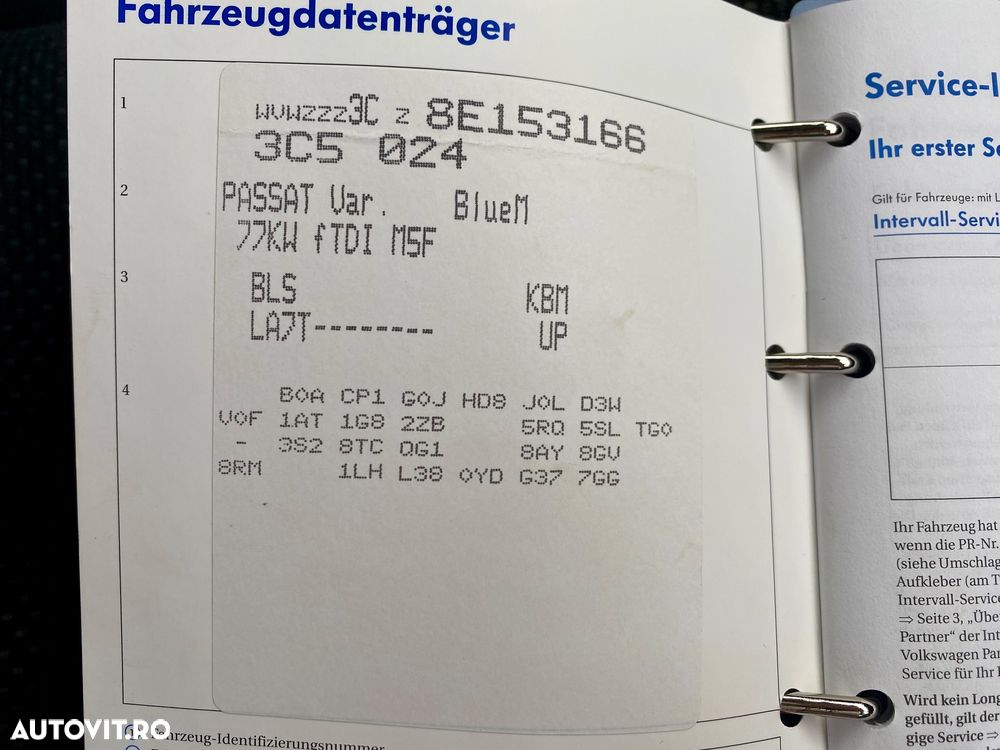 Fahrzeugdatenträger
1
WVWZZZ3C Z 8E153166
3C5 024
2
PASSAT Var. BlueM
77KW fTDI M5F
3
BLS KBM
LA7T-------- UP
4
B0A CP1 G0J HD8 J0L D3W
V0F 1AT 1G8 2ZB 5RQ 5SL TG0
- 3S2 8TC 0G1 8AY 8GV
8RM 1LH L38 0YD G37 7GG
Fahrzeug-Identifizierungsnummer
Service-I
Ihr erster Se
Gilt für Fahrzeuge: mit L
Intervall-Servi
Ihr Fahrzeug hat
wenn die PR-Nr.
(siehe Umschlag
Aufkleber (am T
Intervall-Service
⇒ Seite 3, „Übe
Partner“ der Int
Volkswagen Par
Service für Ihr F
Wird kein Long
gefüllt, gilt der
gige Service ⇒
AUTOVIT.RO